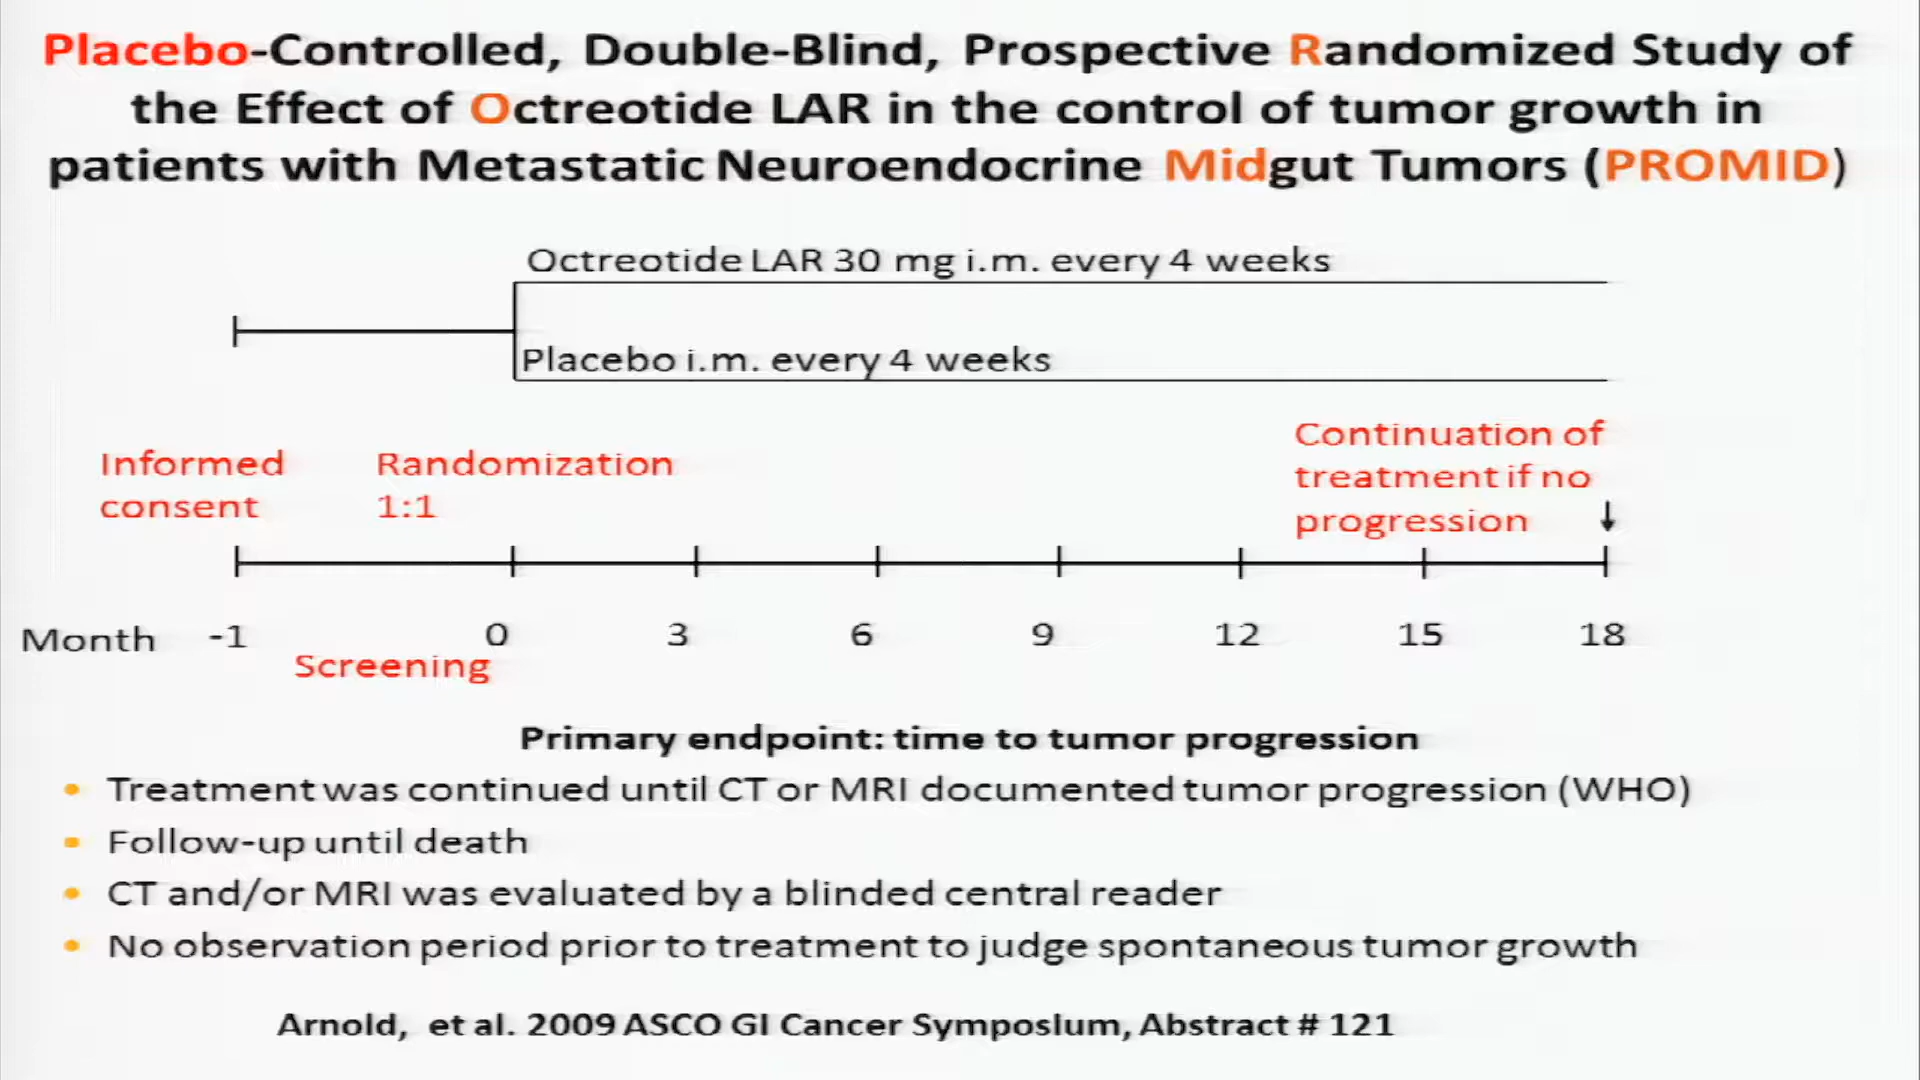 Placebo-Controlled, Double-Blind, Prospective Randomized Study of
the Effect of Octreotide LAR in the control of tumor growth in
patients with Metastatic Neuroendocrine Midgut Tumors (PROMID)
Octreotide LAR 30 mg i.m. every 4 weeks
Placebo i.m. every 4 weeks
Informed
consent
Randomization
1:1
Continuation of
treatment if no
progression
Month -1 0 3 6 9 12 15 18
Screening
Primary endpoint: time to tumor progression
• Treatment was continued until CT or MRI documented tumor progression (WHO)
• Follow-up until death
• CT and/or MRI was evaluated by a blinded central reader
• No observation period prior to treatment to judge spontaneous tumor growth
Arnold, et al. 2009 ASCO GI Cancer Symposium, Abstract # 121